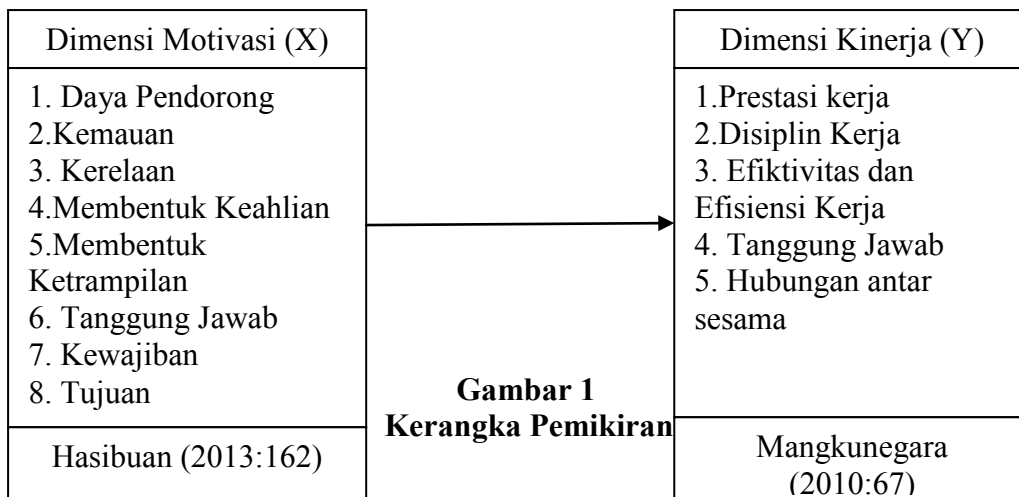 Dimensi Motivasi (X)
1. Daya Pendorong
2.Kemauan
3. Kerelaan
4.Membentuk Keahlian
5.Membentuk
Ketrampilan
6. Tanggung Jawab
7. Kewajiban
8. Tujuan
Hasibuan (2013:162)
Gambar 1
Kerangka Pemikiran
Dimensi Kinerja (Y)
1.Prestasi kerja
2.Disiplin Kerja
3. Efiktivitas dan
Efisiensi Kerja
4. Tanggung Jawab
5. Hubungan antar
sesama
Mangkunegara
(2010:67)